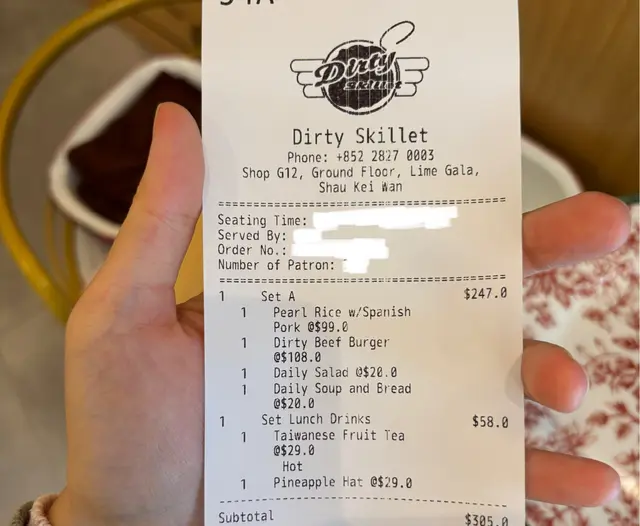 Dirty
Skillet
Dirty Skillet
Phone: +852 2827 0003
Shop G12, Ground Floor, Lime Gala,
Shau Kei Wan
Seating Time:
Served By:
Order No.:
Number of Patron:
1 Set A $247.0
1 Pearl Rice w/Spanish
Pork @$99.0
1 Dirty Beef Burger
@$108.0
1 Daily Salad @$20.0
1 Daily Soup and Bread
@$20.0
1 Set Lunch Drinks $58.0
1 Taiwanese Fruit Tea
@$29.0
Hot
1 Pineapple Hat @$29.0
Subtotal $305.0